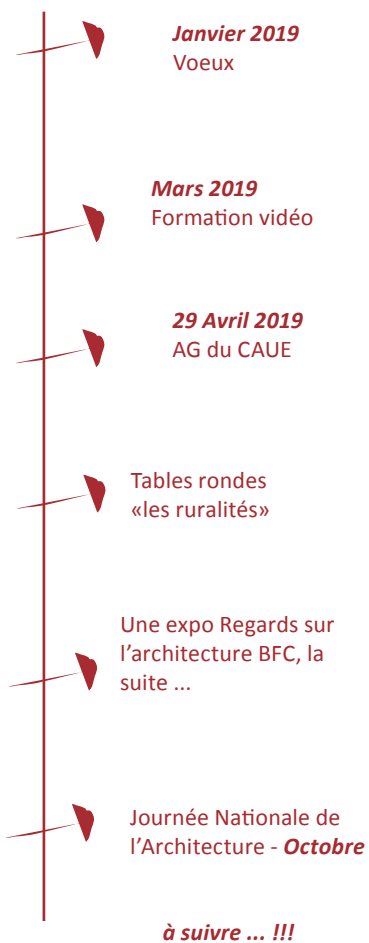 Janvier 2019
Voeux
Mars 2019
Formation vidéo
29 Avril 2019
AG du CAUE
Tables rondes
«les ruralités»
Une expo Regards sur
l'architecture BFC, la
suite ...
Journée Nationale de
l'Architecture - Octobre
à suivre ... !!!